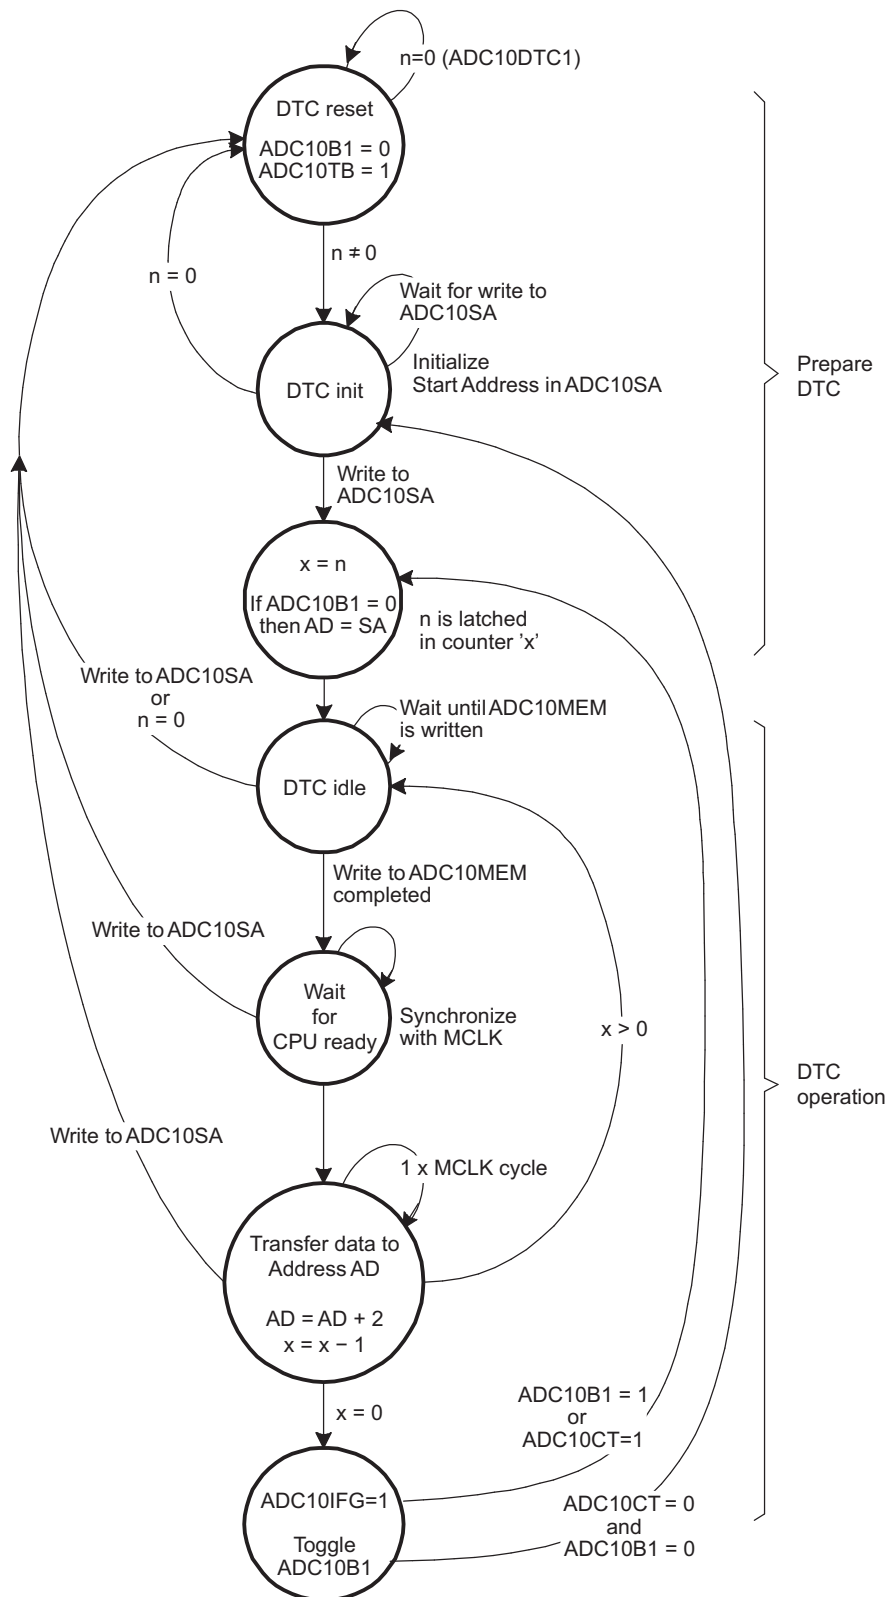 n=0 (ADC10DTC1)
DTC reset
ADC10B1 = 0
ADC10TB = 1
n ≠ 0
n = 0
Wait for write to
ADC10SA
Initialize
Start Address in ADC10SA
DTC init
Prepare
DTC
Write to
ADC10SA
x = n
If ADC10B1 = 0
then AD = SA
n is latched
in counter ’x’
Write to ADC10SA
or
n = 0
Wait until ADC10MEM
is written
DTC idle
Write to ADC10MEM
completed
Write to ADC10SA
Wait
for
CPU ready
Synchronize
with MCLK
x > 0
DTC
operation
Write to ADC10SA
1 x MCLK cycle
Transfer data to
Address AD
AD = AD + 2
x = x − 1
x = 0
ADC10B1 = 1
or
ADC10CT=1
ADC10IFG=1
Toggle
ADC10B1
ADC10CT = 0
and
ADC10B1 = 0